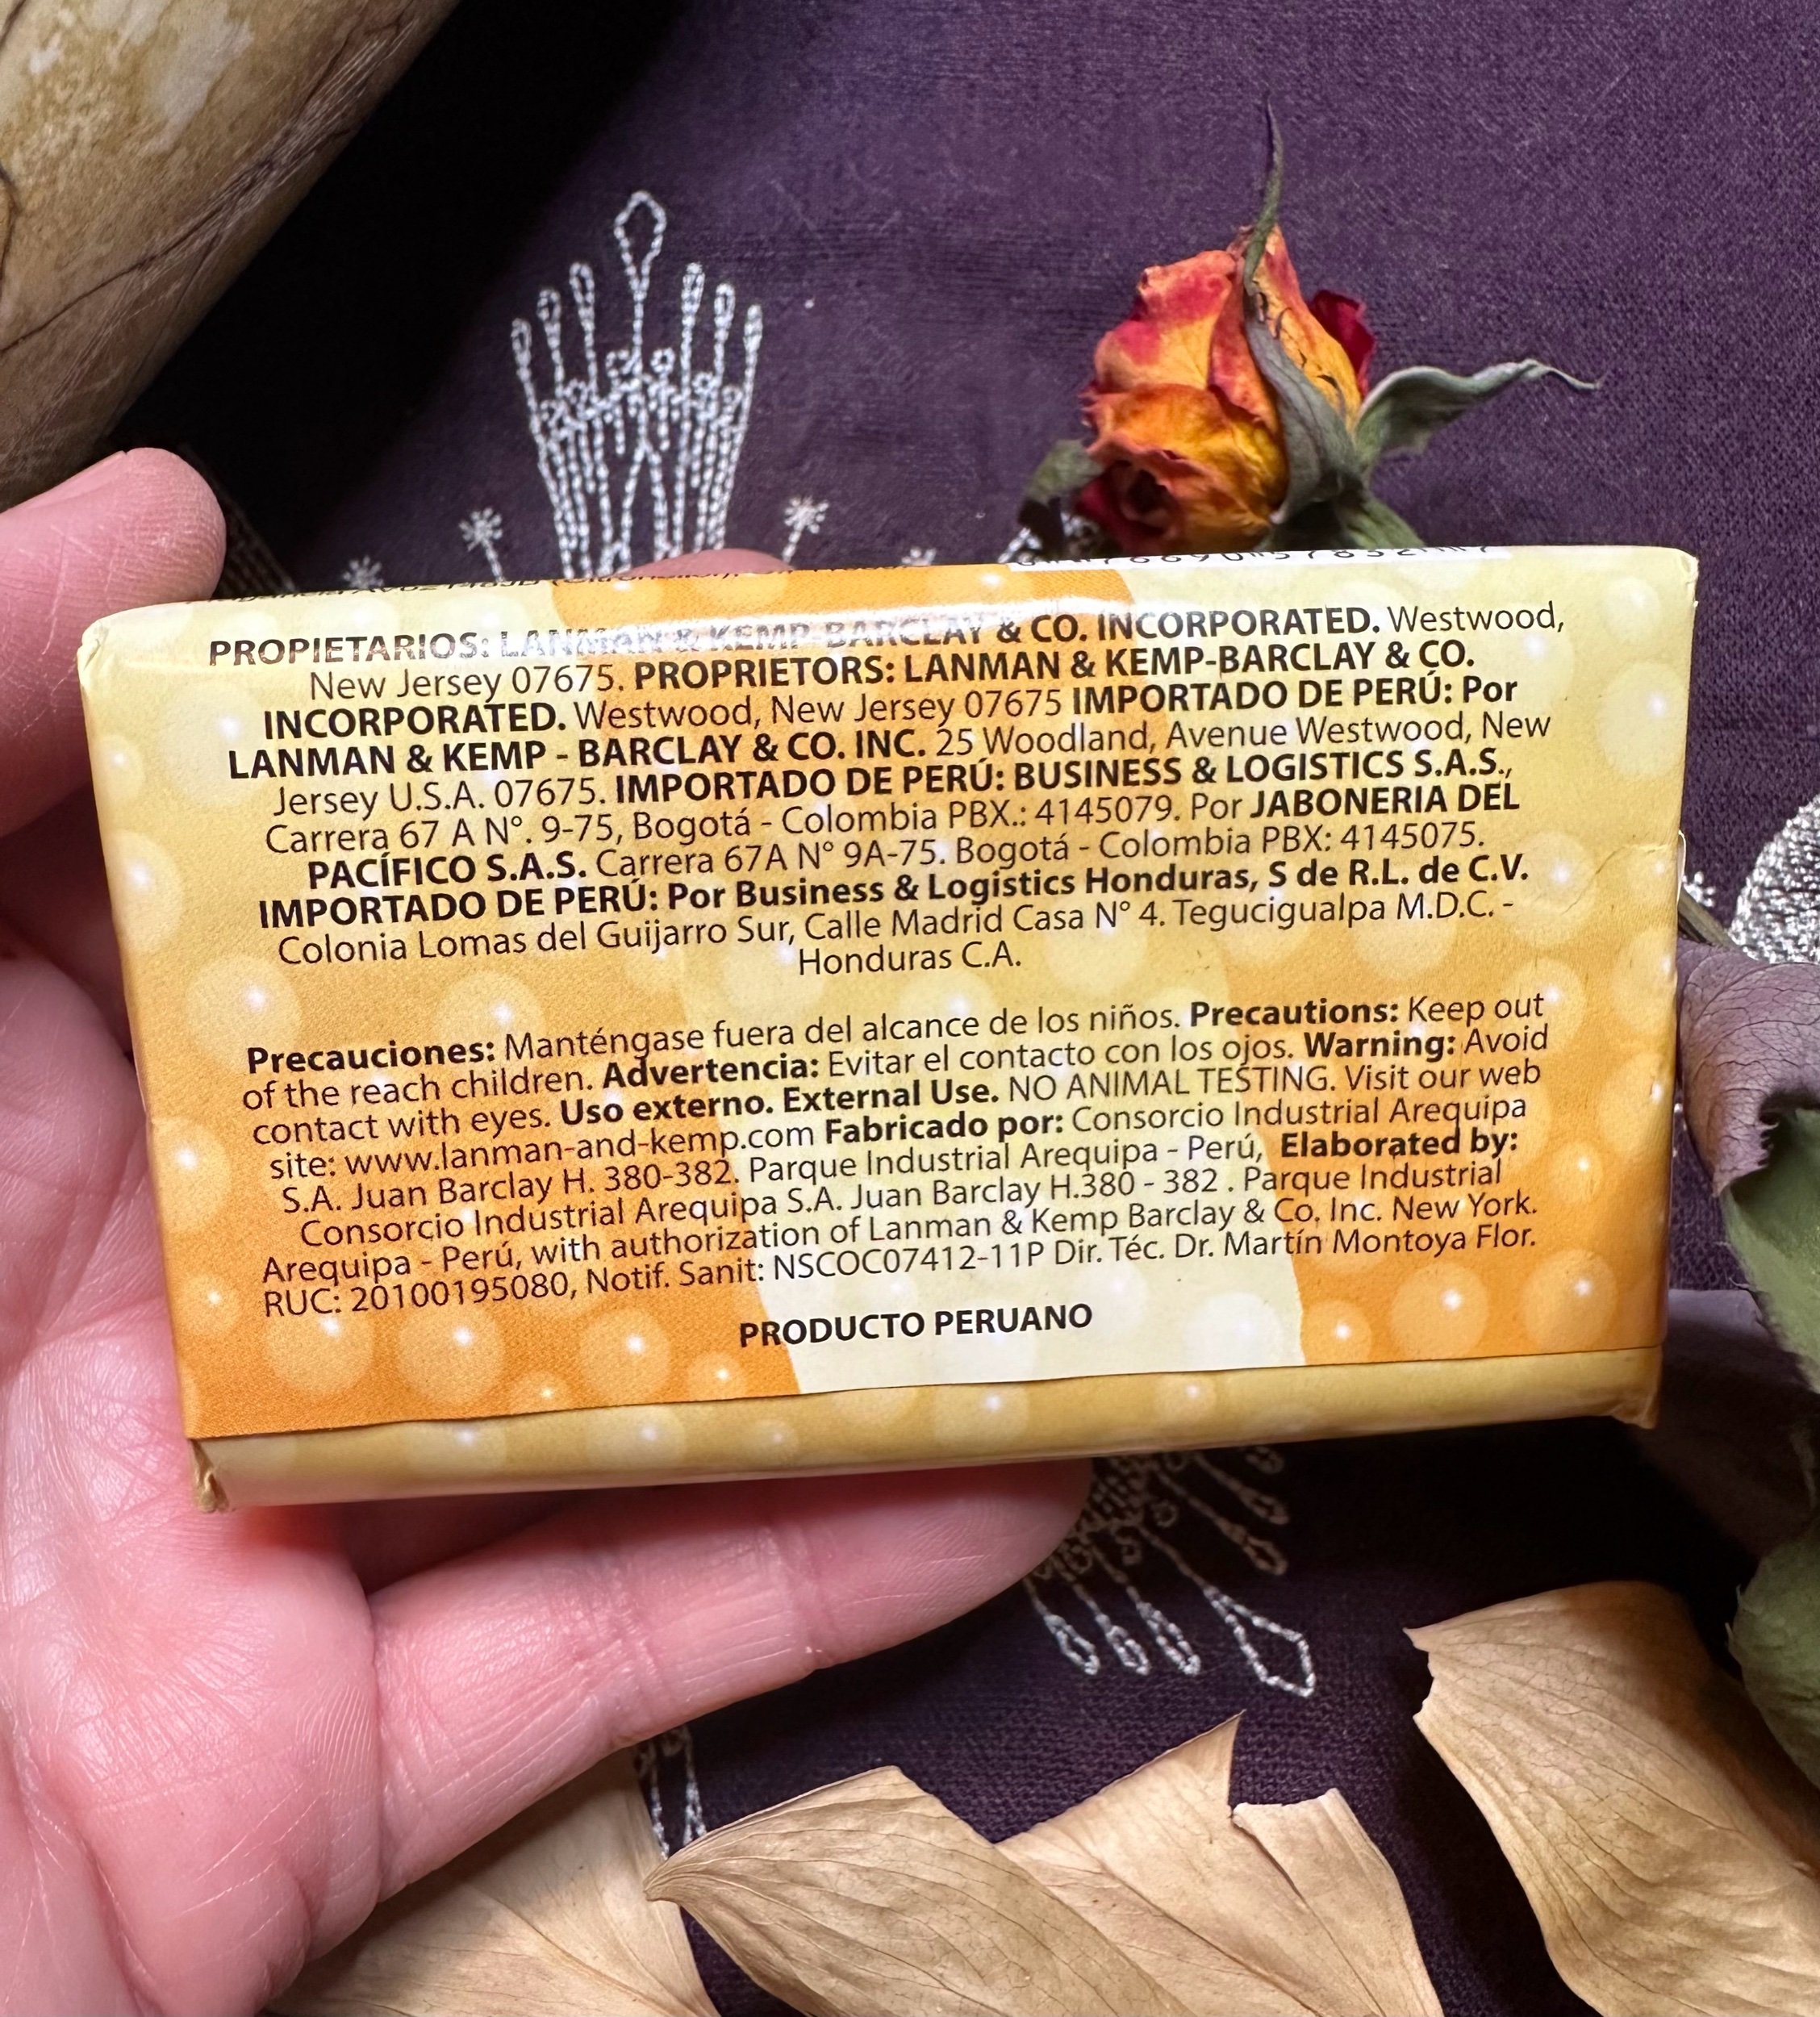 PROPIETARIOS: LANMAN & KEMP-BARCLAY & CO. INCORPORATED. Westwood,
New Jersey 07675. PROPRIETORS: LANMAN & KEMP-BARCLAY & CO.
INCORPORATED. Westwood, New Jersey 07675 IMPORTADO DE PERÚ: Por
LANMAN & KEMP - BARCLAY & CO. INC. 25 Woodland, Avenue Westwood, New
Jersey U.S.A. 07675. IMPORTADO DE PERÚ: BUSINESS & LOGISTICS S.A.S.,
Carrera 67 A N°. 9-75, Bogotá - Colombia PBX.: 4145079. Por JABONERIA DEL
PACÍFICO S.A.S. Carrera 67A N° 9A-75. Bogotá - Colombia PBX: 4145075.
IMPORTADO DE PERÚ: Por Business & Logistics Honduras, S de R.L. de C.V.
Colonia Lomas del Guijarro Sur, Calle Madrid Casa N° 4. Tegucigualpa M.D.C. -
Honduras C.A.
Precauciones: Manténgase fuera del alcance de los niños. Precautions: Keep out
of the reach children. Advertencia: Evitar el contacto con los ojos. Warning: Avoid
contact with eyes. Uso externo. External Use. NO ANIMAL TESTING. Visit our web
site: www.lanman-and-kemp.com Fabricado por: Consorcio Industrial Arequipa
S.A. Juan Barclay H. 380-382. Parque Industrial Arequipa - Perú, Elaborated by:
Consorcio Industrial Arequipa S.A. Juan Barclay H.380 - 382 . Parque Industrial
Arequipa - Perú, with authorization of Lanman & Kemp Barclay & Co. Inc. New York.
RUC: 20100195080, Notif. Sanit: NSCOC07412-11P Dir. Téc. Dr. Martín Montoya Flor.
PRODUCTO PERUANO